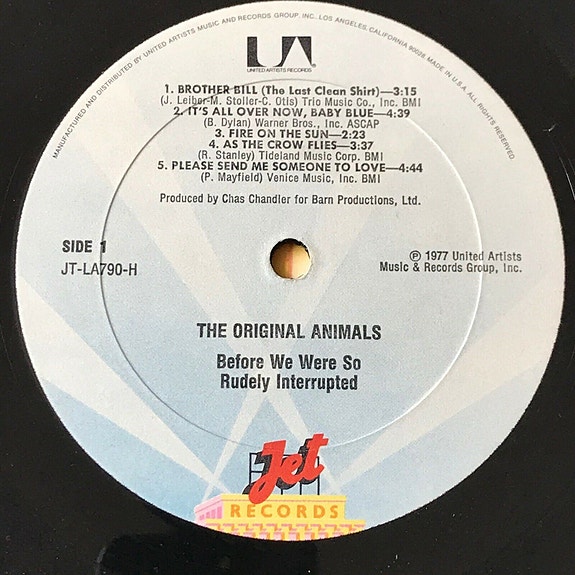 MANUFACTURED AND DISTRIBUTED BY UNITED ARTISTS MUSIC AND RECORDS GROUP, INC., LOS ANGELES, CALIFORNIA 90028 MADE IN U.S.A. ALL RIGHTS RESERVED
UA
UNITED ARTISTS RECORDS
1. BROTHER BILL (The Last Clean Shirt)—3:15
(J. Leiber-M. Stoller-C. Otis) Trio Music Co., Inc. BMI
2. IT'S ALL OVER NOW, BABY BLUE—4:39
(B. Dylan) Warner Bros., Inc. ASCAP
3. FIRE ON THE SUN—2:23
4. AS THE CROW FLIES—3:37
(R. Stanley) Tideland Music Corp. BMI
5. PLEASE SEND ME SOMEONE TO LOVE—4:44
(P. Mayfield) Venice Music, Inc. BMI
Produced by Chas Chandler for Barn Productions, Ltd.
SIDE 1
JT-LA790-H
℗ 1977 United Artists
Music & Records Group, Inc.
THE ORIGINAL ANIMALS
Before We Were So
Rudely Interrupted
Jet
RECORDS